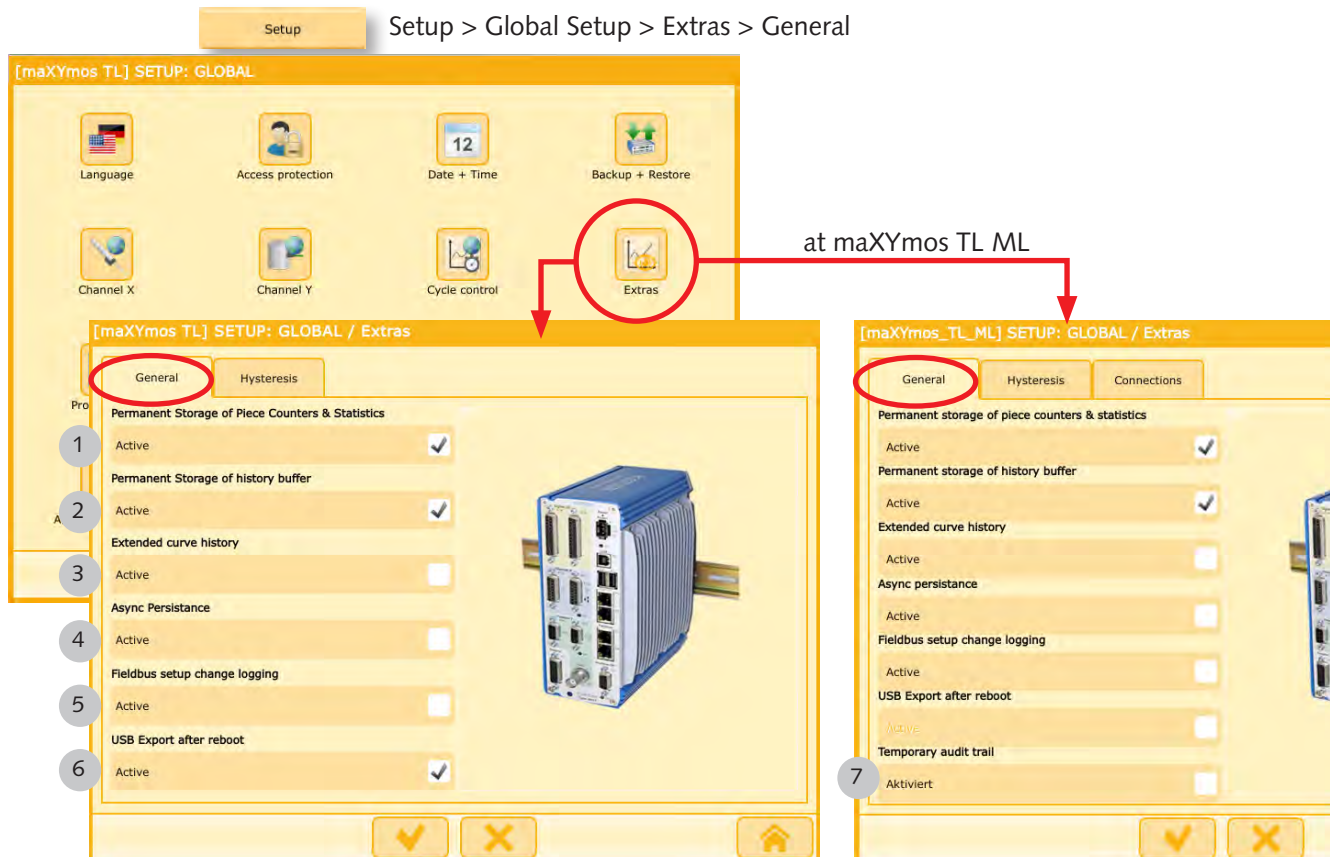 Setup
Setup > Global Setup > Extras > General
[maXYmos TL] SETUP: GLOBAL
Language
Access protection
Date + Time
12
Backup + Restore
Channel X
Channel Y
Cycle control
Extras
at maXYmos TL ML
Pro
[maXYmos TL] SETUP: GLOBAL / Extras
General
Hysteresis
Permanent Storage of Piece Counters & Statistics
1
Active
Permanent Storage of history buffer
A
2
Active
Extended curve history
3
Active
Async Persistance
4
Active
Fieldbus setup change logging
5
Active
USB Export after reboot
6
Active
[maXYmos_TL_ML] SETUP: GLOBAL / Extras
General
Hysteresis
Connections
Permanent storage of piece counters & statistics
Active
Permanent storage of history buffer
Active
Extended curve history
Active
Async persistance
Active
Fieldbus setup change logging
Active
USB Export after reboot
Active
Temporary audit trail
7
Aktiviert